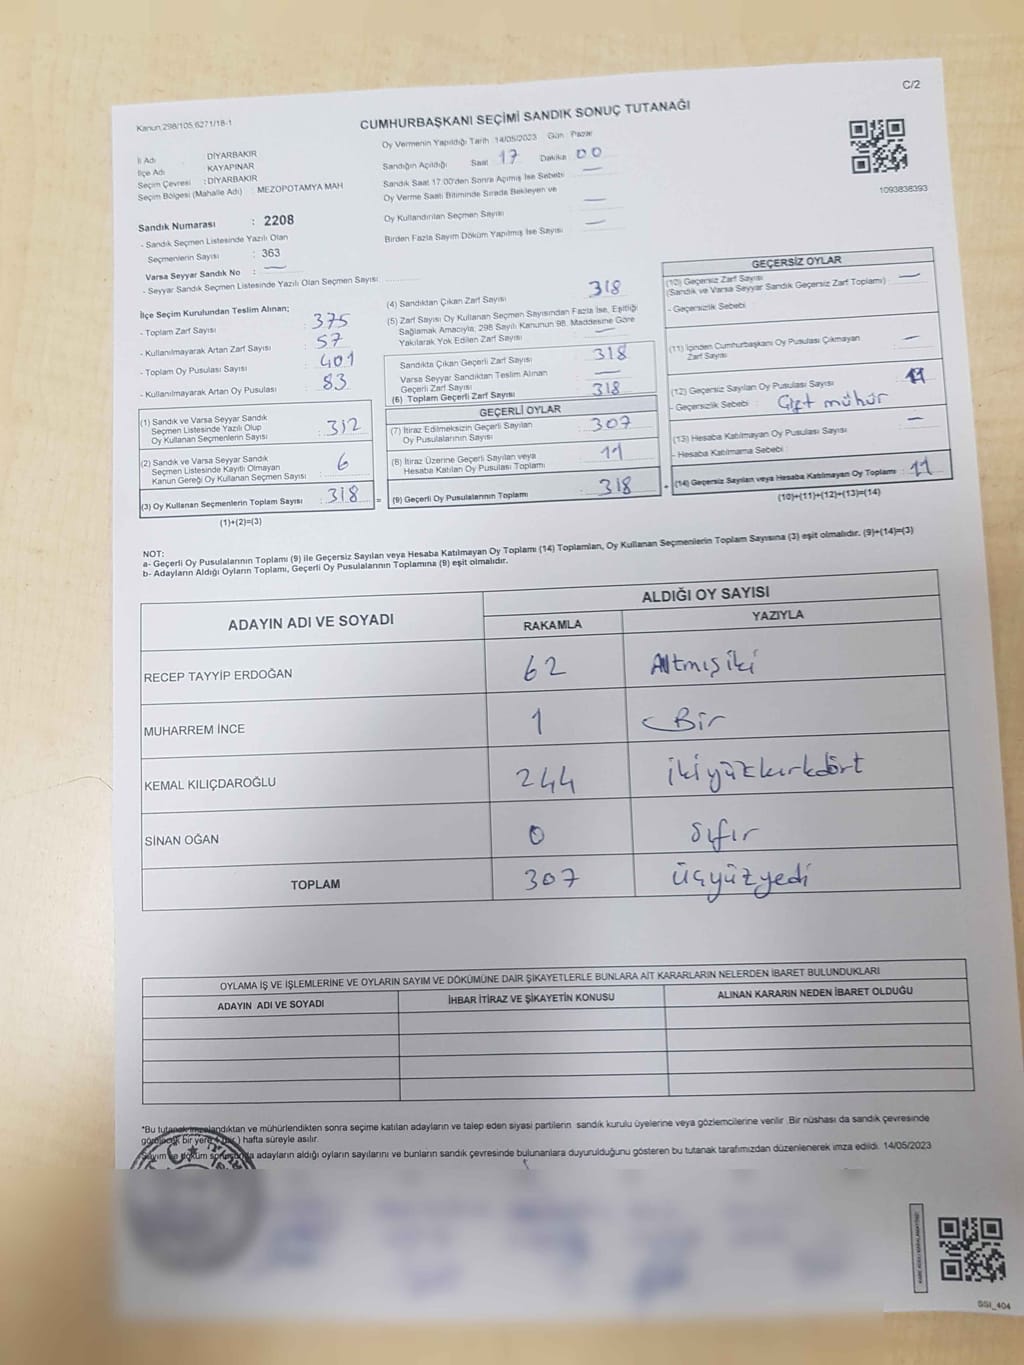 C/2
Kanun.298/105,6271/18-1
CUMHURBAŞKANI SEÇİMİ SANDIK SONUÇ TUTANAĞI
İl Adı DİYARBAKIR
İlçe Adı KAYAPINAR
Seçim Çevresi : DİYARBAKIR
Seçim Bölgesi (Mahalle Adı) : MEZOPOTAMYA MAH
Oy Vermenin Yapıldığı Tarih 14/05/2023 Gün Pazar
Sandığın Açıldığı Saat 17 Dakika 00
Sandık Saat 17:00'den Sonra Açımış İse Sebebi —
Oy Verme Saati Bitiminde Sırada Bekleyen ve
Oy Kullandırılan Seçmen Sayısı —
Birden Fazla Sayım Döküm Yapılmış İse Sayısı —
1093838393
Sandık Numarası : 2208
- Sandık Seçmen Listesinde Yazılı Olan
Seçmenlerin Sayısı : 363
Varsa Seyyar Sandık No : —
- Seyyar Sandık Seçmen Listesinde Yazılı Olan Seçmen Sayısı
İlçe Seçim Kurulundan Teslim Alınan;
- Toplam Zarf Sayısı : 375
- Kullanılmayarak Artan Zarf Sayısı : 57
- Toplam Oy Pusulası Sayısı : 401
- Kullanılmayarak Artan Oy Pusulası : 83
(1) Sandık ve Varsa Seyyar Sandık
Seçmen Listesinde Yazılı Olup
Oy Kullanan Seçmenlerin Sayısı : 312
(2) Sandık ve Varsa Seyyar Sandık
Seçmen Listesinde Kayıtlı Olmayan
Kanun Gereği Oy Kullanan Seçmen Sayısı : 6
(3) Oy Kullanan Seçmenlerin Toplam Sayısı : 318 =
(1)+(2)=(3)
(4) Sandıktan Çıkan Zarf Sayısı 318
(5) Zarf Sayısı Oy Kullanan Seçmen Sayısından Fazla İse, Eşitliği
Sağlamak Amacıyla, 298 Sayılı Kanunun 98. Maddesine Göre
Yakılarak Yok Edilen Zarf Sayısı —
Sandıkta Çıkan Geçerli Zarf Sayısı 318
Varsa Seyyar Sandıktan Teslim Alınan
Geçerli Zarf Sayısı —
(6) Toplam Geçerli Zarf Sayısı 318
GEÇERLİ OYLAR
(7) İtiraz Edilmeksizin Geçerli Sayılan
Oy Pusulalarının Sayısı 307
(8) İtiraz Üzerine Geçerli Sayılan veya
Hesaba Katılan Oy Pusulası Toplamı 11
(9) Geçerli Oy Pusulalarının Toplamı : 318 +
GEÇERSİZ OYLAR
(10) Geçersiz Zarf Sayısı
(Sandık ve Varsa Seyyar Sandık Geçersiz Zarf Toplamı) —
- Geçersizlik Sebebi
(11) İçinden Cumhurbaşkanı Oy Pusulası Çıkmayan
Zarf Sayısı —
(12) Geçersiz Sayılan Oy Pusulası Sayısı : 11
- Geçersizlik Sebebi : Çift mühür
(13) Hesaba Katılmayan Oy Pusulası Sayısı —
- Hesaba Katılmama Sebebi
(14) Geçersiz Sayılan veya Hesaba Katılmayan Oy Toplamı : 11
(10)+(11)+(12)+(13)=(14)
NOT:
a- Geçerli Oy Pusulalarının Toplamı (9) ile Geçersiz Sayılan veya Hesaba Katılmayan Oy Toplamı (14) Toplamları, Oy Kullanan Seçmenlerin Toplam Sayısına (3) eşit olmalıdır. (9)+(14)=(3)
b- Adayların Aldığı Oyların Toplamı, Geçerli Oy Pusulalarının Toplamına (9) eşit olmalıdır.
ADAYIN ADI VE SOYADI ALDIĞI OY SAYISI
RAKAMLA YAZIYLA
RECEP TAYYİP ERDOĞAN 62 Altmışiki
MUHARREM İNCE 1 Bir
KEMAL KILIÇDAROĞLU 244 ikiyüzkırkdört
SİNAN OĞAN 0 Sıfır
TOPLAM 307 üçyüzyedi
OYLAMA İŞ VE İŞLEMLERİNE VE OYLARIN SAYIM VE DÖKÜMÜNE DAİR ŞİKAYETLERLE BUNLARA AİT KARARLARIN NELERDEN İBARET BULUNDUKLARI
ADAYIN ADI VE SOYADI İHBAR İTİRAZ VE ŞİKAYETİN KONUSU ALINAN KARARIN NEDEN İBARET OLDUĞU
*Bu tutanak imzalandıktan ve mühürlendikten sonra seçime katılan adayların ve talep eden siyasi partilerin sandık kurulu üyelerine veya gözlemcilerine verilir .Bir nüshası da sandık çevresinde
görülecek bir yere hafta süreyle asılır.
Sayım ve döküm sonucunda adayların aldığı oyların sayılarını ve bunların sandık çevresinde bulunanlara duyurulduğunu gösteren bu tutanak tarafımızdan düzenlenerek imza edildi. 14/05/2023
SSI_404